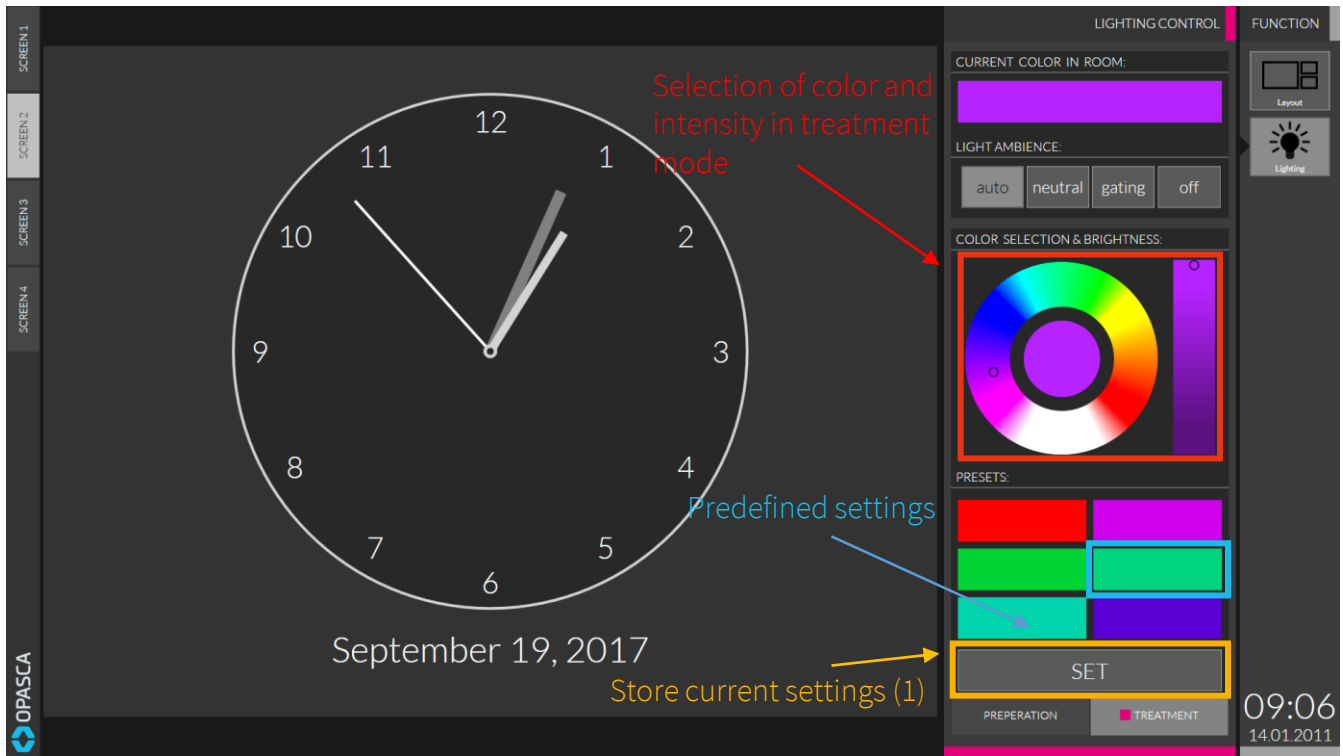 SCREEN 1
SCREEN 2
SCREEN 3
SCREEN 4
OPASCA
12
1
2
3
4
5
6
7
8
9
10
11
September 19, 2017
Selection of color and
intensity in treatment
mode
Predefined settings
Store current settings (1)
LIGHTING CONTROL
CURRENT COLOR IN ROOM:
LIGHT AMBIENCE:
auto neutral gating off
COLOR SELECTION & BRIGHTNESS:
PRESETS:
SET
PREPERATION TREATMENT
FUNCTION
Layout
Lighting
09:06
14.01.2011